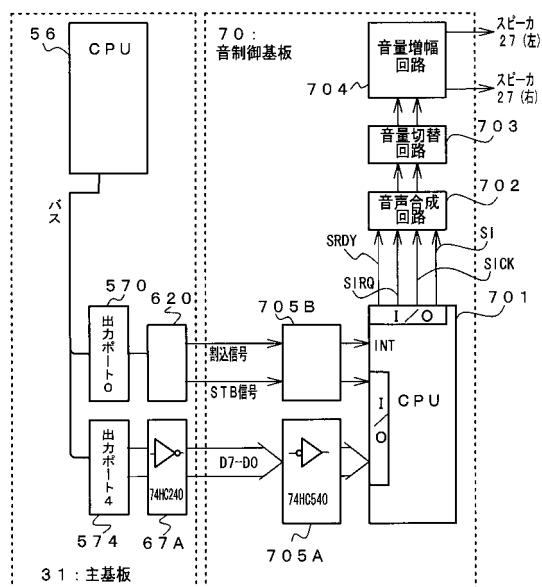 56
CPU
バス
570
出力ポート0
620
割込信号
STB信号
574
出力ポート4
74HC240
67A
D7~D0
31:主基板
70:
音制御基板
704
音量増幅
回路
スピーカ
27(左)
スピーカ
27(右)
音量切替
回路
703
音声合成
回路
702
SRDY
SIRQ
SI
SICK
701
I/O
705B
INT
CPU
I/O
74HC540
705A